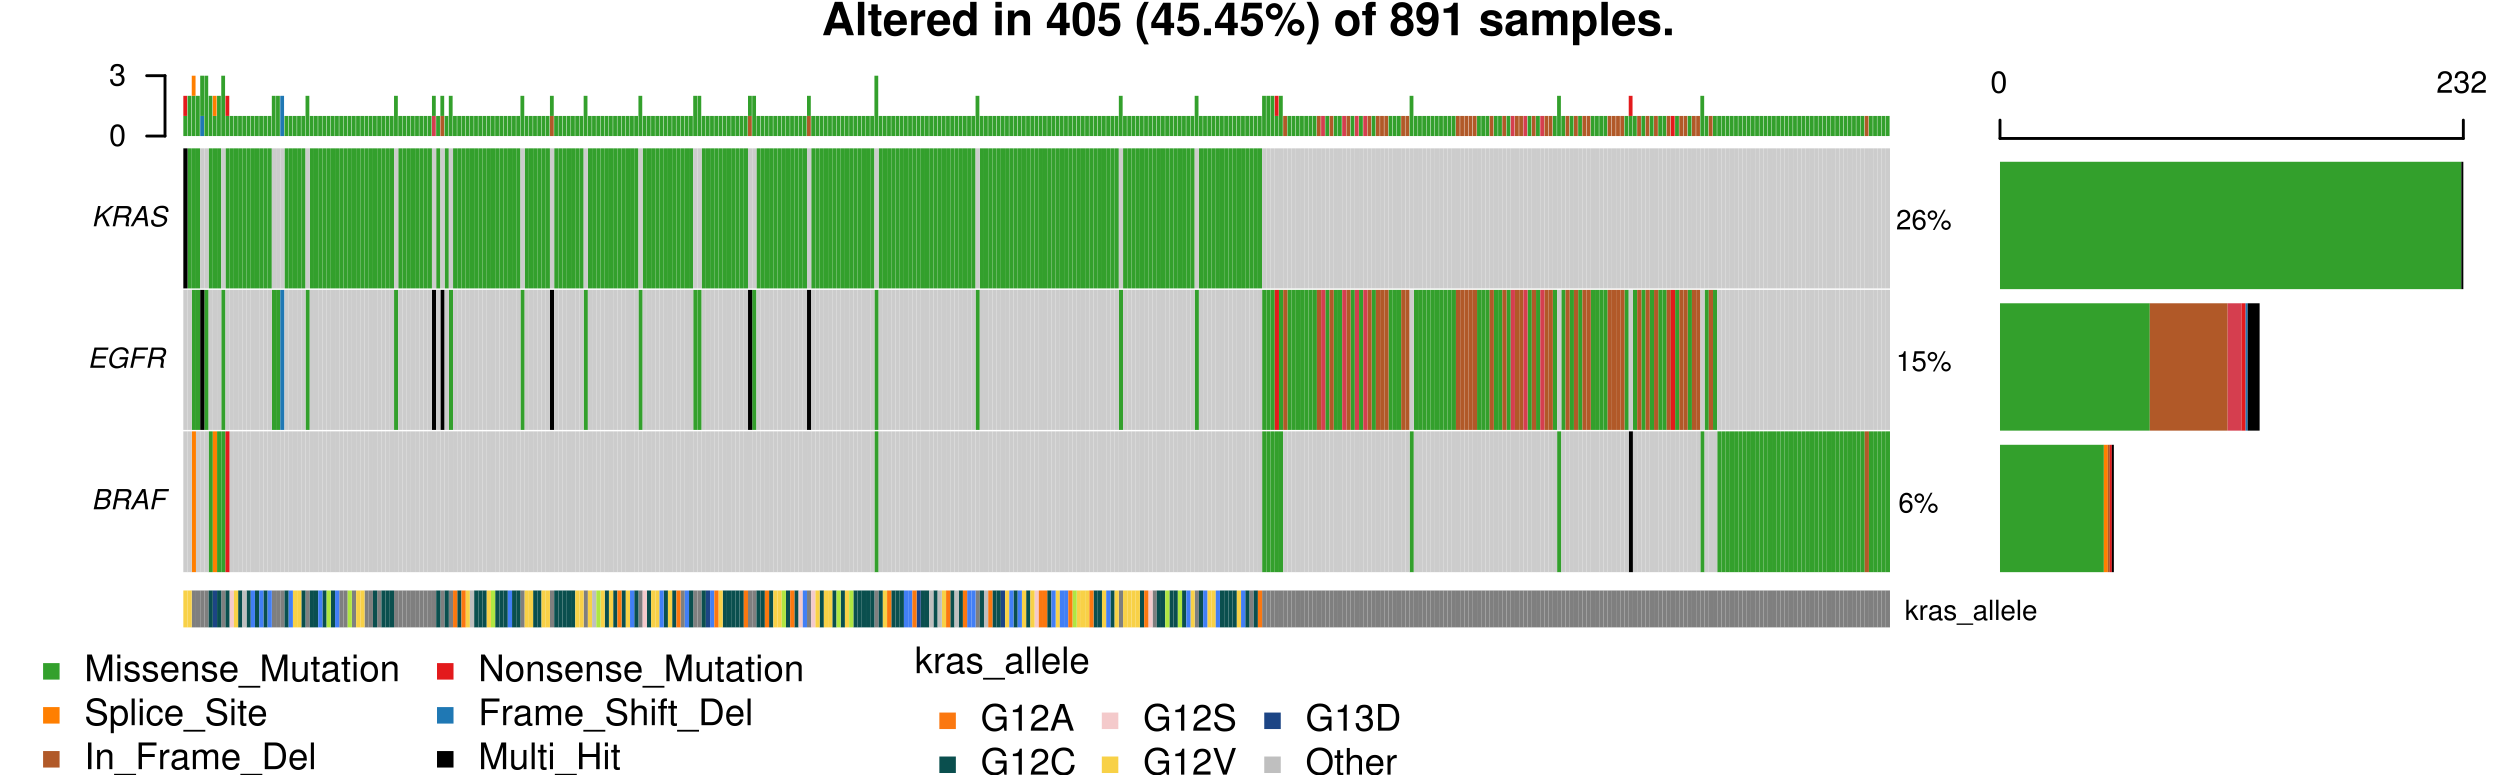 Altered in 405 (45.45%) of 891 samples.
3
0
0
232
KRAS
26%
EGFR
15%
BRAF
6%
kras_allele
Missense_Mutation
Nonsense_Mutation
Splice_Site
Frame_Shift_Del
In_Frame_Del
Multi_Hit
kras_allele
G12A
G12S
G13D
G12C
G12V
Other